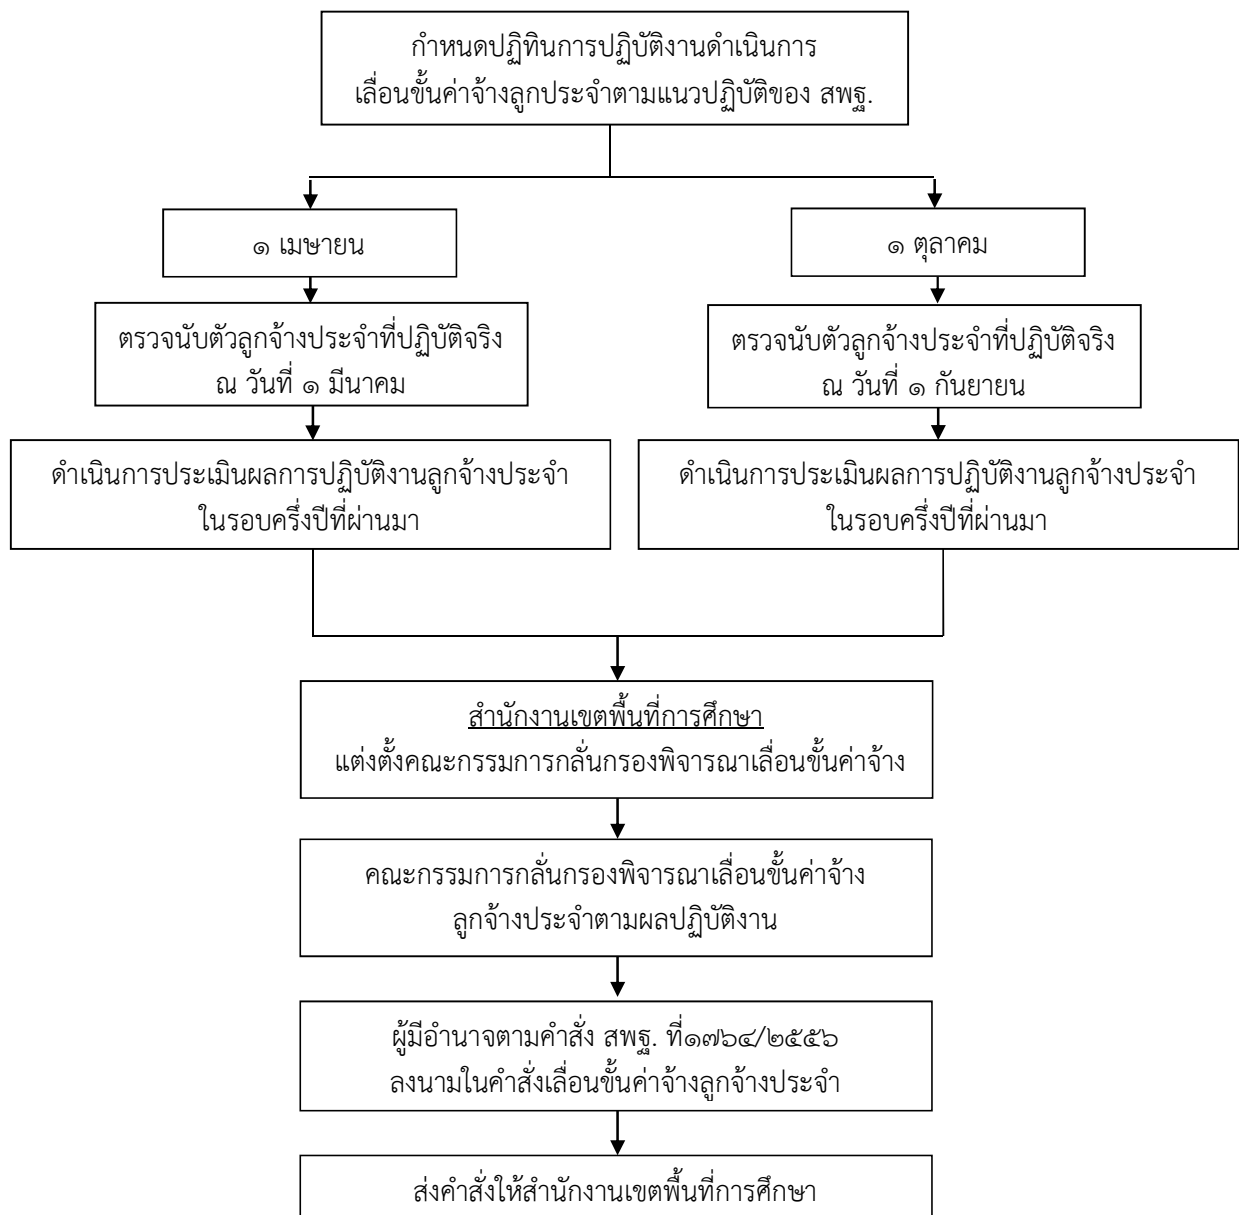 กำหนดปฏิทินการปฏิบัติงานดำเนินการ
เลื่อนขั้นค่าจ้างลูกประจำตามแนวปฏิบัติของ สพฐ.
๑ เมษายน
๑ ตุลาคม
ตรวจนับตัวลูกจ้างประจำที่ปฏิบัติจริง
ณ วันที่ ๑ มีนาคม
ตรวจนับตัวลูกจ้างประจำที่ปฏิบัติจริง
ณ วันที่ ๑ กันยายน
ดำเนินการประเมินผลการปฏิบัติงานลูกจ้างประจำ
ในรอบครึ่งปีที่ผ่านมา
ดำเนินการประเมินผลการปฏิบัติงานลูกจ้างประจำ
ในรอบครึ่งปีที่ผ่านมา
สำนักงานเขตพื้นที่การศึกษา
แต่งตั้งคณะกรรมการกลั่นกรองพิจารณาเลื่อนขั้นค่าจ้าง
คณะกรรมการกลั่นกรองพิจารณาเลื่อนขั้นค่าจ้าง
ลูกจ้างประจำตามผลปฏิบัติงาน
ผู้มีอำนาจตามคำสั่ง สพฐ. ที่๑๗๖๔/๒๕๕๖
ลงนามในคำสั่งเลื่อนขั้นค่าจ้างลูกจ้างประจำ
ส่งคำสั่งให้สำนักงานเขตพื้นที่การศึกษา